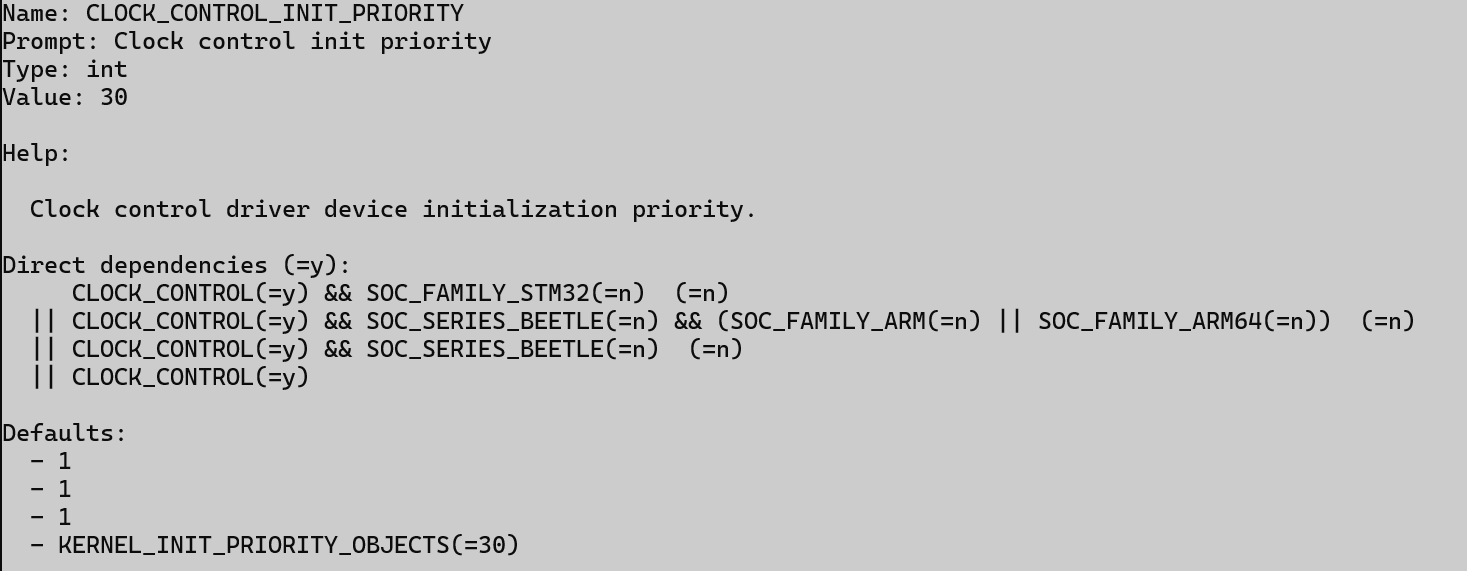 Name: CLOCK_CONTROL_INIT_PRIORITY
Prompt: Clock control init priority
Type: int
Value: 30
Help:
Clock control driver device initialization priority.
Direct dependencies (=y):
CLOCK_CONTROL(=y) && SOC_FAMILY_STM32(=n)  (=n)
|| CLOCK_CONTROL(=y) && SOC_SERIES_BEETLE(=n) && (SOC_FAMILY_ARM(=n) || SOC_FAMILY_ARM64(=n))  (=n)
|| CLOCK_CONTROL(=y) && SOC_SERIES_BEETLE(=n)  (=n)
|| CLOCK_CONTROL(=y)
Defaults:
- 1
- 1
- 1
- KERNEL_INIT_PRIORITY_OBJECTS(=30)